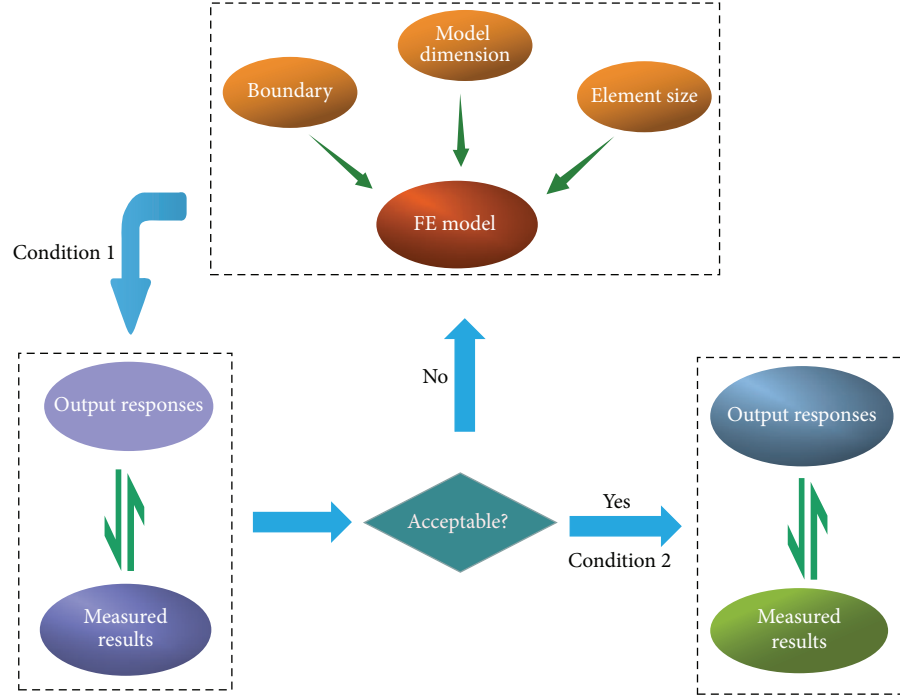 Model
dimension
Boundary
Element size
FE model
Condition 1
Output responses
Measured
results
No
Acceptable?
Yes
Condition 2
Output responses
Measured
results